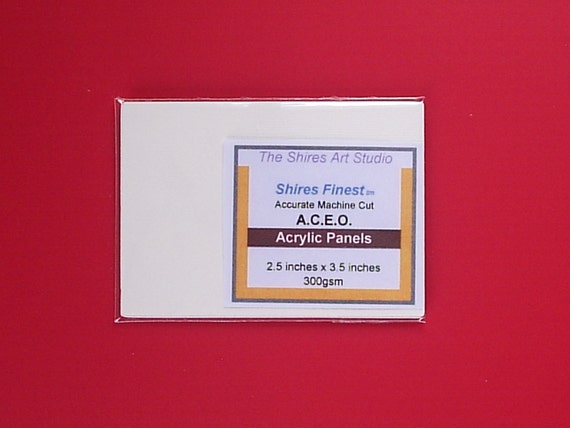 The Shires Art Studio
Shires Finest tm
Accurate Machine Cut
A.C.E.O.
Acrylic Panels
2.5 inches x 3.5 inches
300gsm